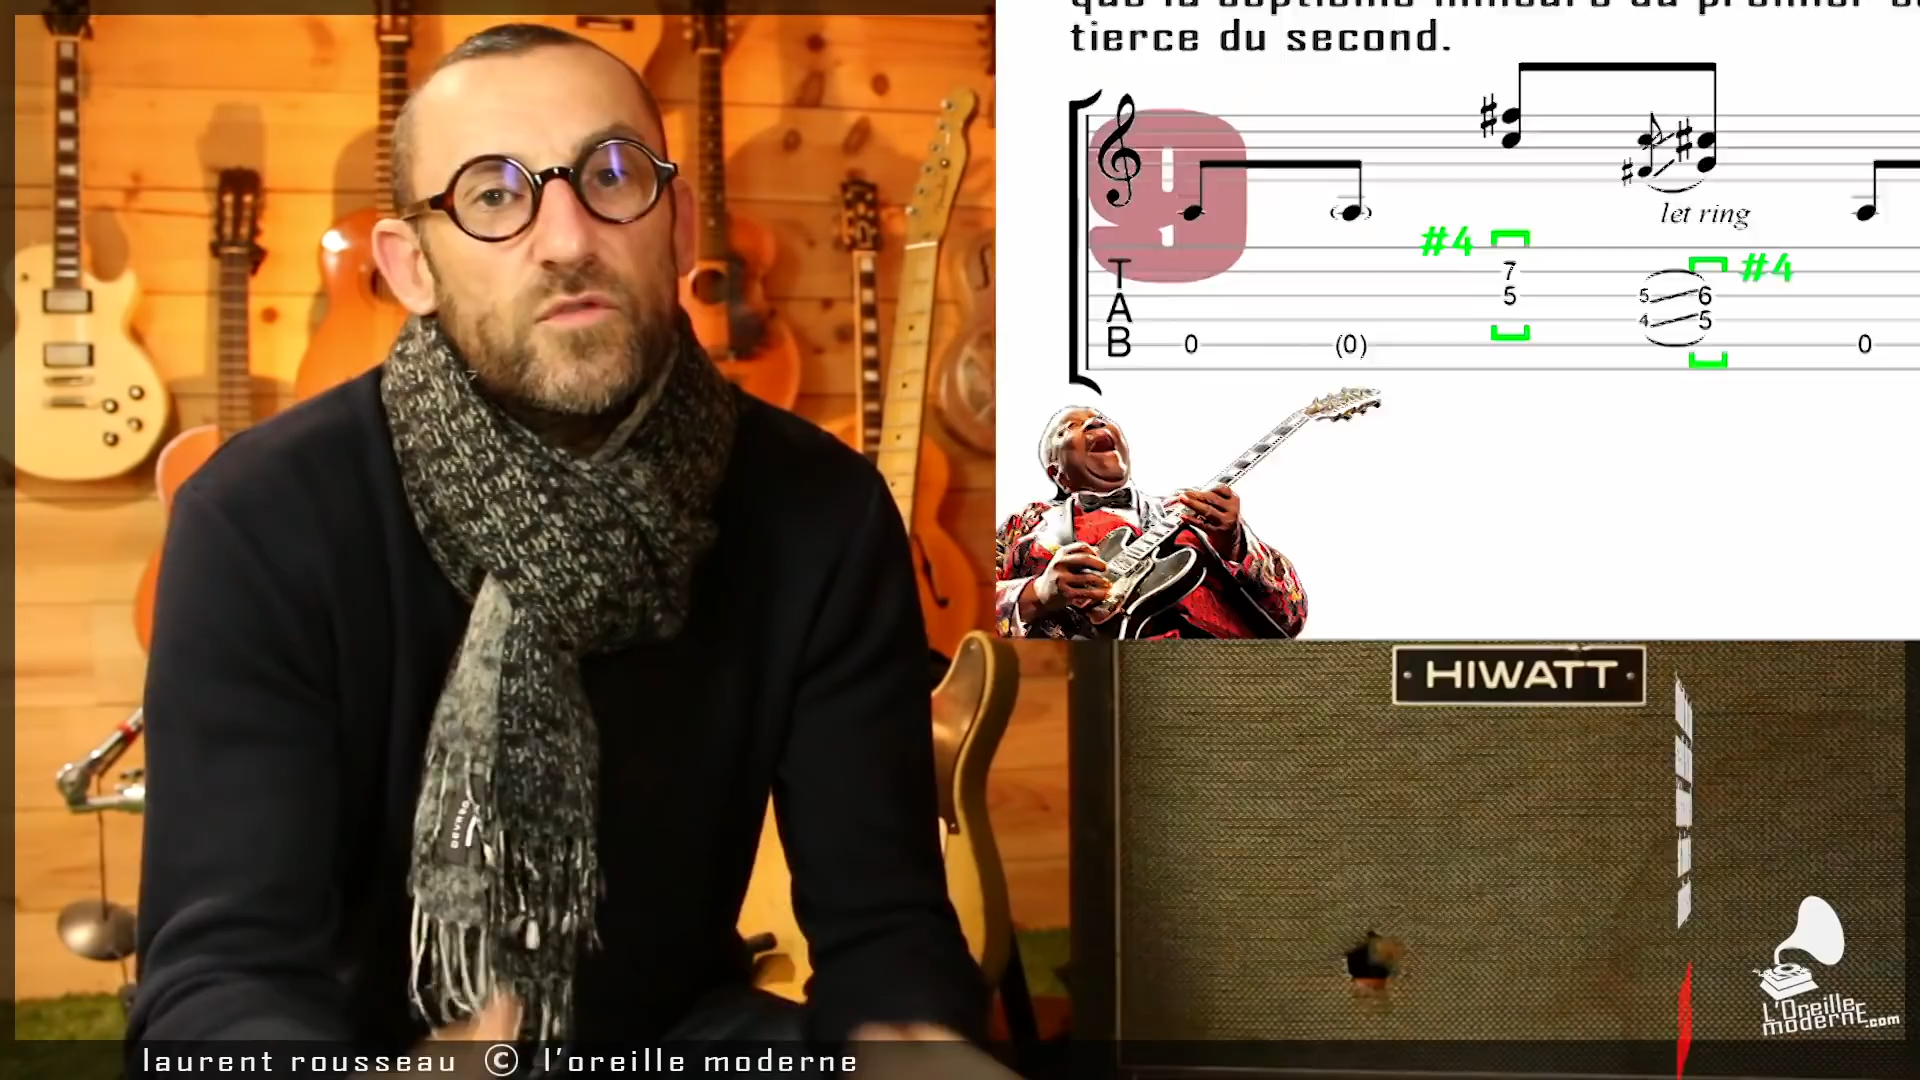 tierce du second.
let ring
#4
#4
T
A
B
7
5
5
6
4
5
0
(0)
0
HIWATT
L'Oreille
moderne.com
laurent rousseau © l'oreille moderne